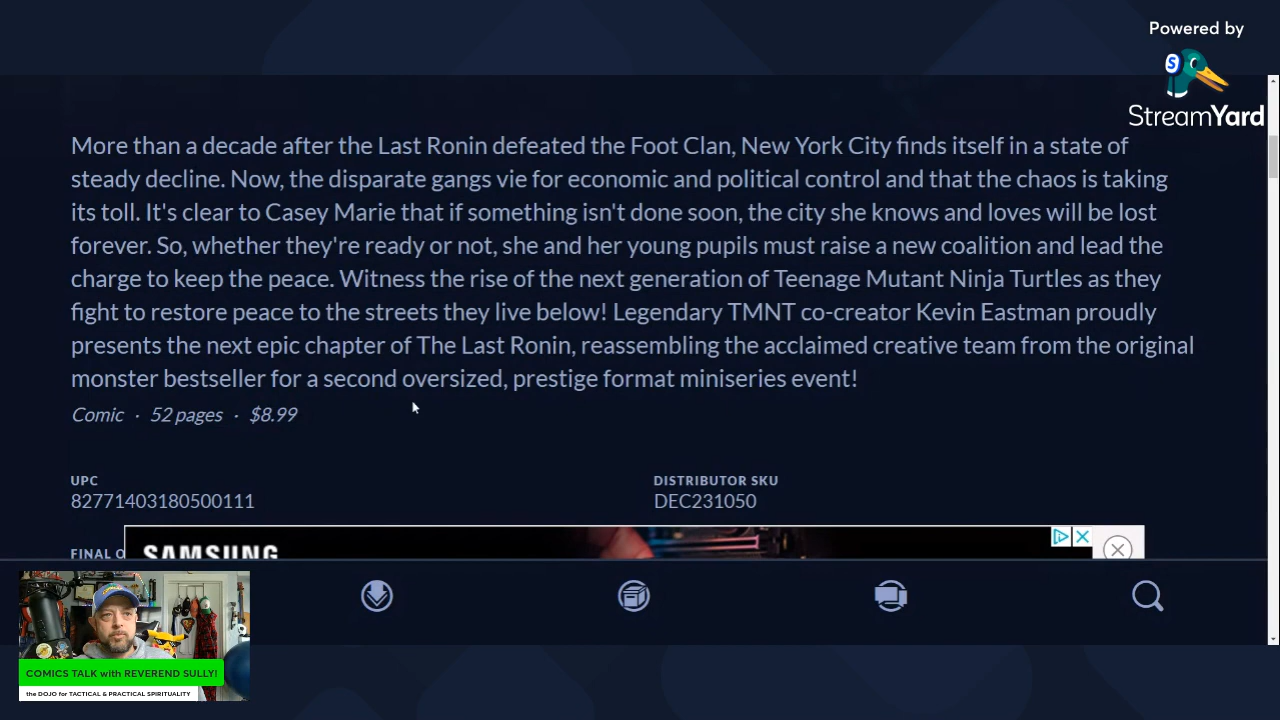 Powered by
S
StreamYard
More than a decade after the Last Ronin defeated the Foot Clan, New York City finds itself in a state of
steady decline. Now, the disparate gangs vie for economic and political control and that the chaos is taking
its toll. It's clear to Casey Marie that if something isn't done soon, the city she knows and loves will be lost
forever. So, whether they're ready or not, she and her young pupils must raise a new coalition and lead the
charge to keep the peace. Witness the rise of the next generation of Teenage Mutant Ninja Turtles as they
fight to restore peace to the streets they live below! Legendary TMNT co-creator Kevin Eastman proudly
presents the next epic chapter of The Last Ronin, reassembling the acclaimed creative team from the original
monster bestseller for a second oversized, prestige format miniseries event!
Comic · 52 pages · $8.99
UPC
82771403180500111
DISTRIBUTOR SKU
DEC231050
FINAL O
SAMSUNG
COMICS TALK with REVEREND SULLY!
the DOJO for TACTICAL & PRACTICAL SPIRITUALITY